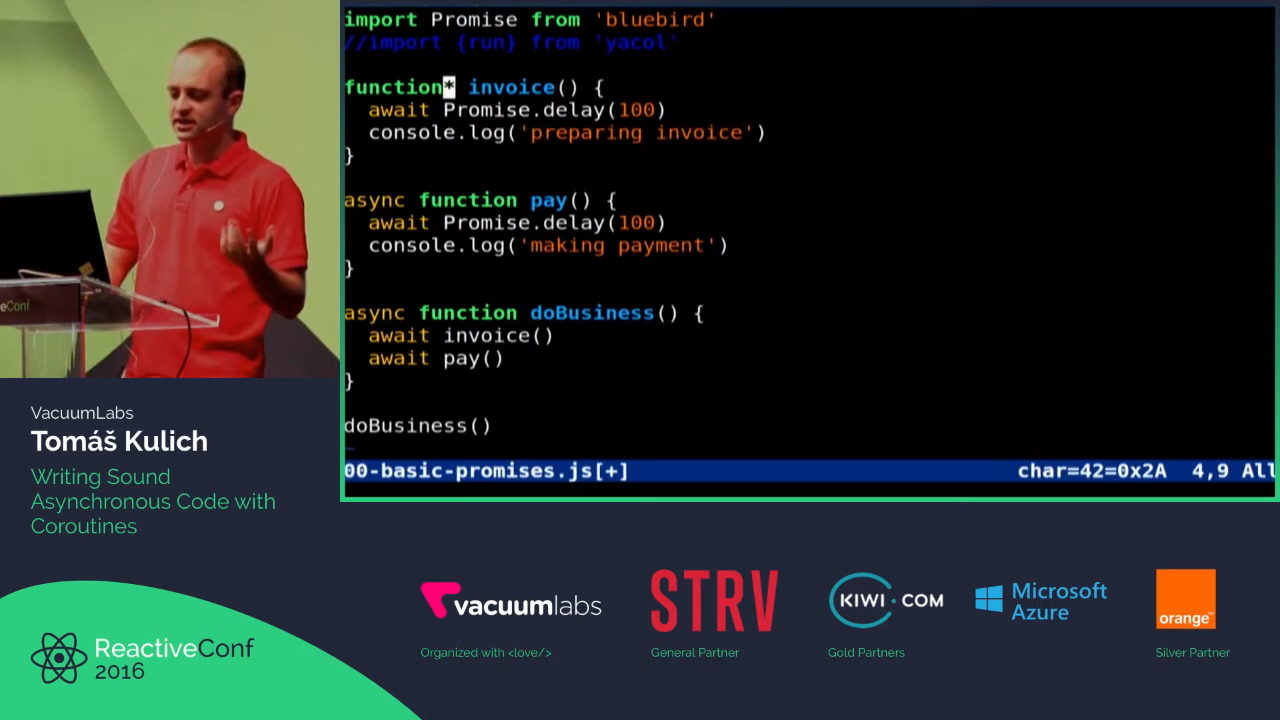 import Promise from 'bluebird'
//import {run} from 'yacol'
function* invoice() {
  await Promise.delay(100)
  console.log('preparing invoice')
}
async function pay() {
  await Promise.delay(100)
  console.log('making payment')
}
async function doBusiness() {
  await invoice()
  await pay()
}
doBusiness()
~
00-basic-promises.js[+] char=42=0x2A 4,9 All
eConf
VacuumLabs
Tomáš Kulich
Writing Sound
Asynchronous Code with
Coroutines
ReactiveConf
2016
vacuumlabs
Organized with <love/>
STRV
General Partner
KIWI.COM
Gold Partners
Microsoft
Azure
orange™
Silver Partner